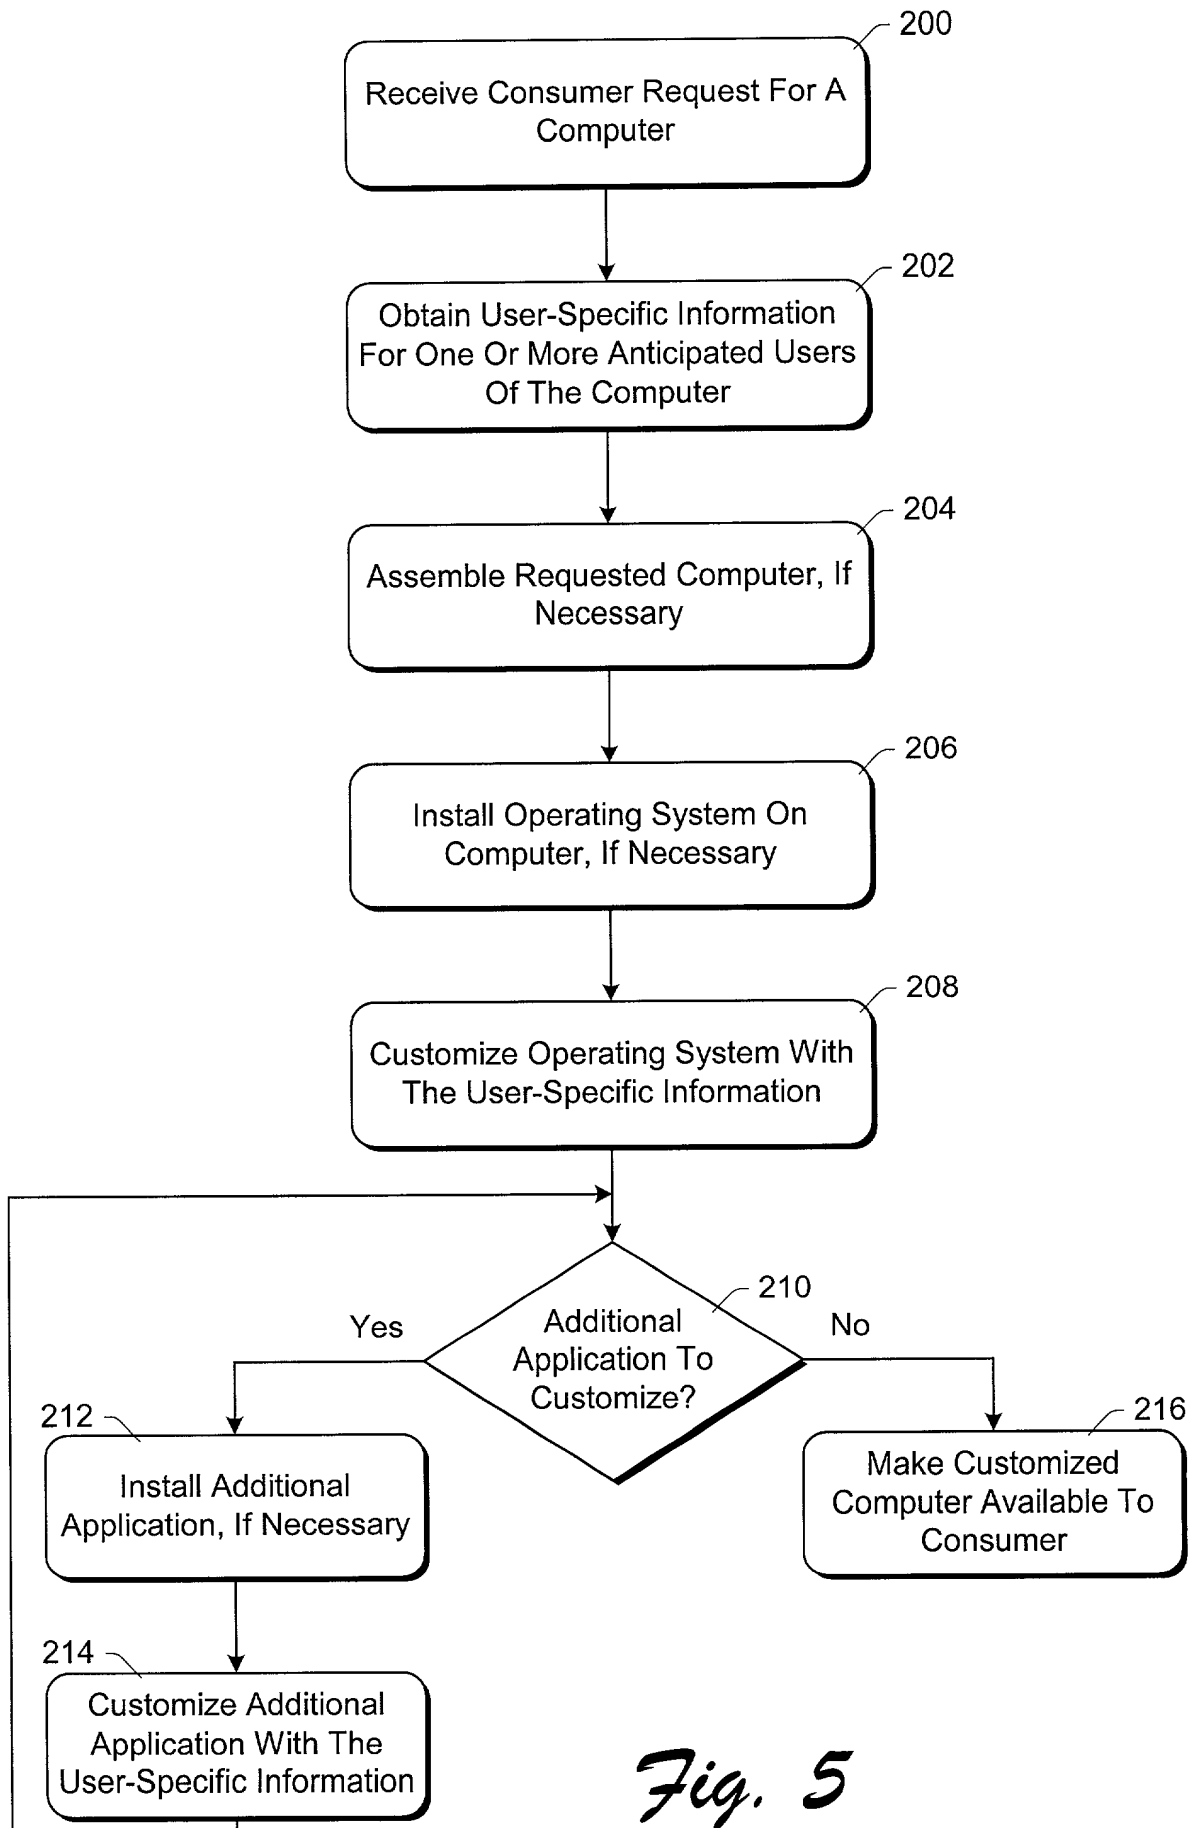 200
Receive Consumer Request For A
Computer
202
Obtain User-Specific Information
For One Or More Anticipated Users
Of The Computer
204
Assemble Requested Computer, If
Necessary
206
Install Operating System On
Computer, If Necessary
208
Customize Operating System With
The User-Specific Information
210
Additional
Application To
Customize?
Yes
No
212
Install Additional
Application, If Necessary
216
Make Customized
Computer Available To
Consumer
214
Customize Additional
Application With The
User-Specific Information
Fig. 5